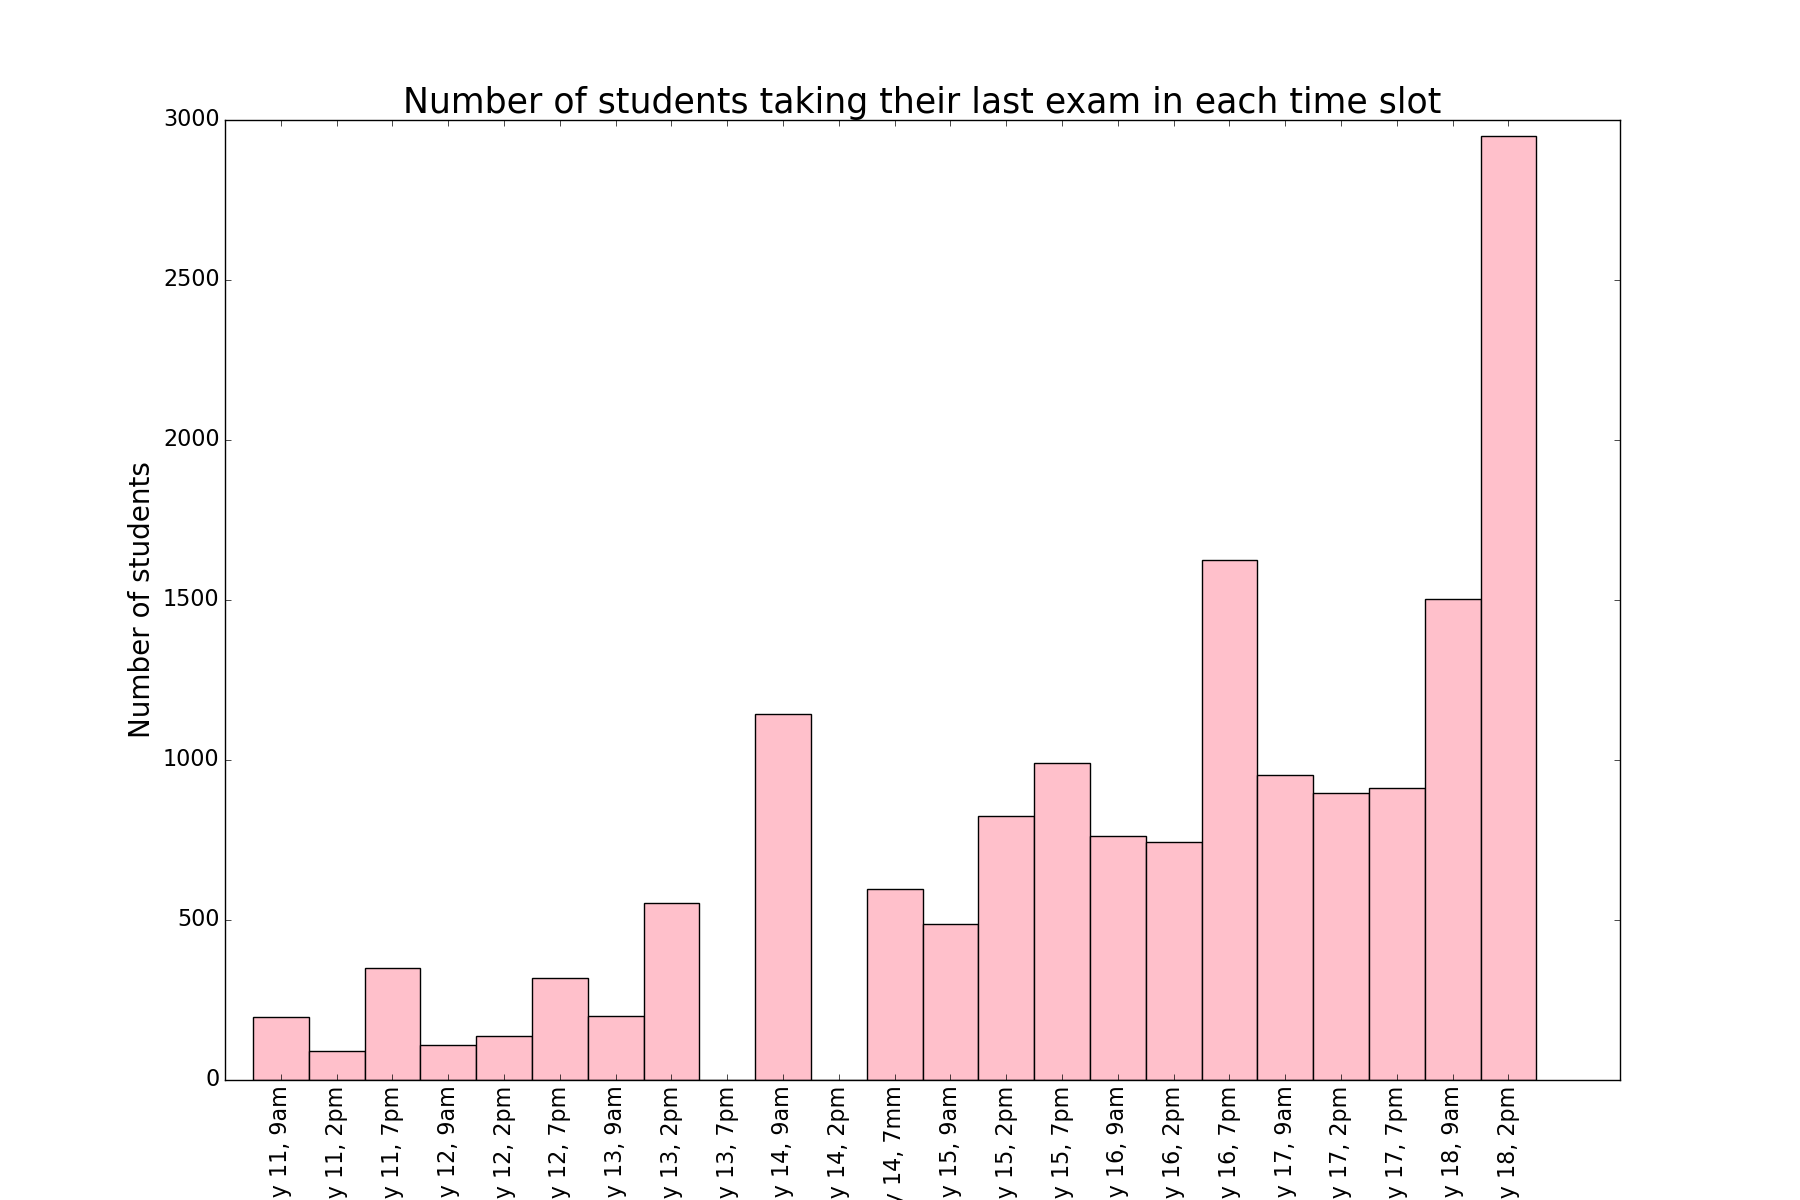 Number of students taking their last exam in each time slot
3000
2500
2000
1500
1000
500
0
Number of students
y 11, 9am
y 11, 2pm
y 11, 7pm
y 12, 9am
y 12, 2pm
y 12, 7pm
y 13, 9am
y 13, 2pm
y 13, 7pm
y 14, 9am
y 14, 2pm
y 14, 7mm
y 15, 9am
y 15, 2pm
y 15, 7pm
y 16, 9am
y 16, 2pm
y 16, 7pm
y 17, 9am
y 17, 2pm
y 17, 7pm
y 18, 9am
y 18, 2pm